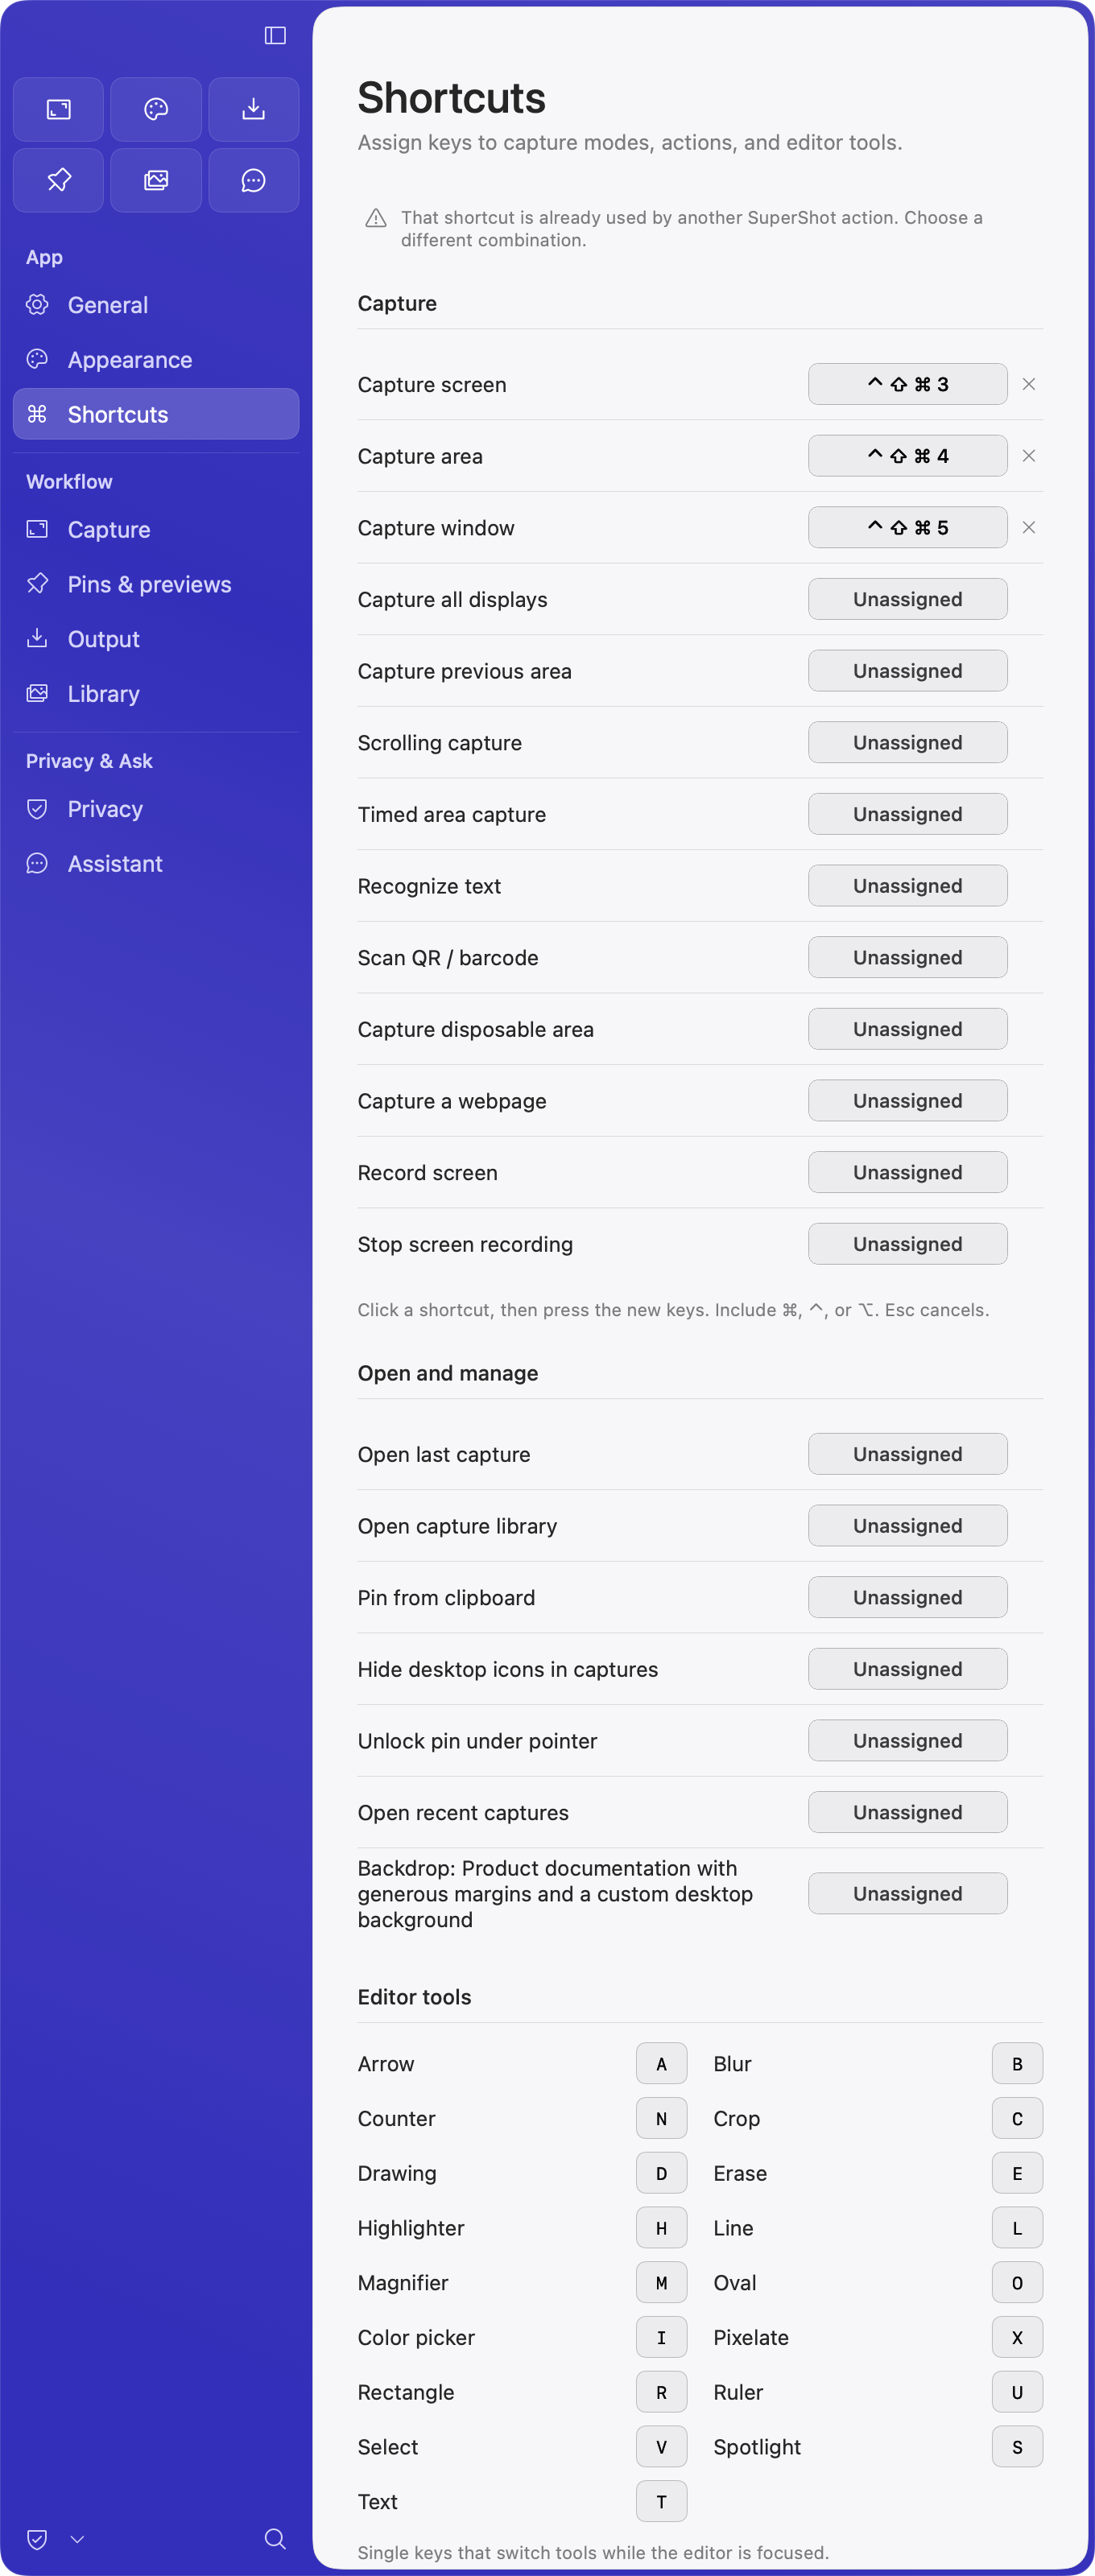 Shortcuts
Assign keys to capture modes, actions, and editor tools.
That shortcut is already used by another SuperShot action. Choose a
different combination.
App
General
Appearance
⌘ Shortcuts
Workflow
Capture
Pins & previews
Output
Library
Privacy & Ask
Privacy
Assistant
Capture
Capture screen ⌃ ⇧ ⌘ 3
Capture area ⌃ ⇧ ⌘ 4
Capture window ⌃ ⇧ ⌘ 5
Capture all displays Unassigned
Capture previous area Unassigned
Scrolling capture Unassigned
Timed area capture Unassigned
Recognize text Unassigned
Scan QR / barcode Unassigned
Capture disposable area Unassigned
Capture a webpage Unassigned
Record screen Unassigned
Stop screen recording Unassigned
Click a shortcut, then press the new keys. Include ⌘, ⌃, or ⌥. Esc cancels.
Open and manage
Open last capture Unassigned
Open capture library Unassigned
Pin from clipboard Unassigned
Hide desktop icons in captures Unassigned
Unlock pin under pointer Unassigned
Open recent captures Unassigned
Backdrop: Product documentation with
generous margins and a custom desktop
background
Unassigned
Editor tools
Arrow A Blur B
Counter N Crop C
Drawing D Erase E
Highlighter H Line L
Magnifier M Oval O
Color picker I Pixelate X
Rectangle R Ruler U
Select V Spotlight S
Text T
Single keys that switch tools while the editor is focused.